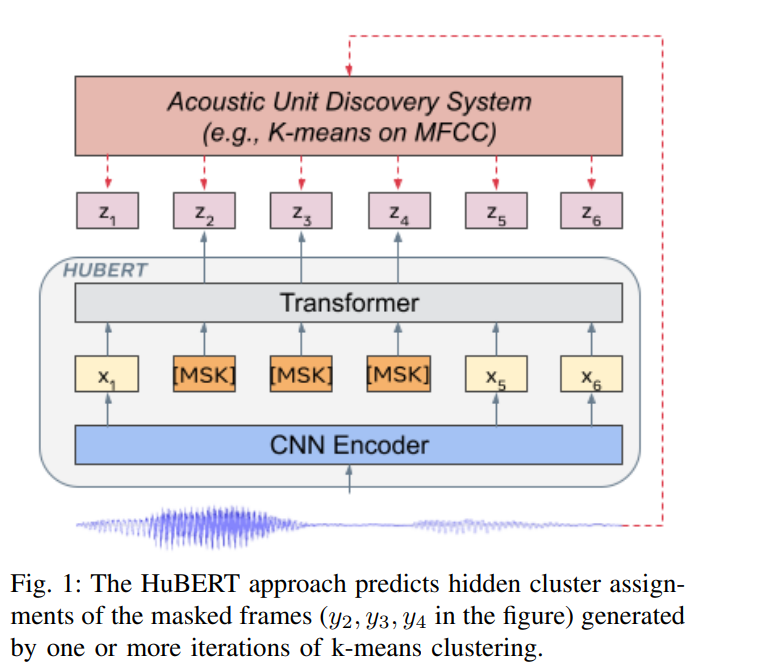 Acoustic Unit Discovery System
(e.g., K-means on MFCC)
z₁ z₂ z₃ z₄ z₅ z₆
HUBERT
Transformer
x₁ [MSK] [MSK] [MSK] x₅ x₆
CNN Encoder
Fig. 1: The HuBERT approach predicts hidden cluster assign-
ments of the masked frames (y₂, y₃, y₄ in the figure) generated
by one or more iterations of k-means clustering.